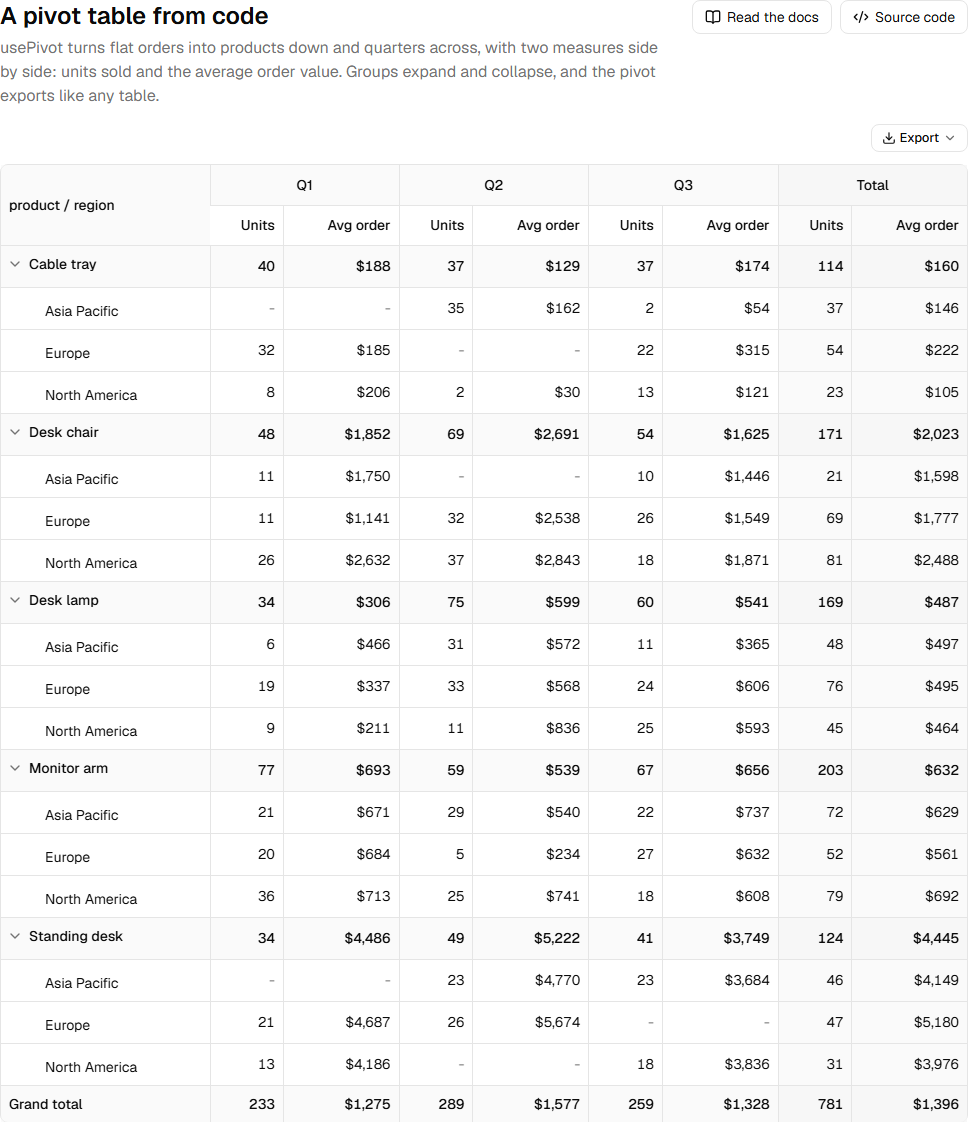 A pivot table from code
Read the docs
Source code
usePivot turns flat orders into products down and quarters across, with two measures side
by side: units sold and the average order value. Groups expand and collapse, and the pivot
exports like any table.
Export
product / region Q1 Q2 Q3 Total
Units Avg order Units Avg order Units Avg order Units Avg order
Cable tray 40 $188 37 $129 37 $174 114 $160
Asia Pacific - - 35 $162 2 $54 37 $146
Europe 32 $185 - - 22 $315 54 $222
North America 8 $206 2 $30 13 $121 23 $105
Desk chair 48 $1,852 69 $2,691 54 $1,625 171 $2,023
Asia Pacific 11 $1,750 - - 10 $1,446 21 $1,598
Europe 11 $1,141 32 $2,538 26 $1,549 69 $1,777
North America 26 $2,632 37 $2,843 18 $1,871 81 $2,488
Desk lamp 34 $306 75 $599 60 $541 169 $487
Asia Pacific 6 $466 31 $572 11 $365 48 $497
Europe 19 $337 33 $568 24 $606 76 $495
North America 9 $211 11 $836 25 $593 45 $464
Monitor arm 77 $693 59 $539 67 $656 203 $632
Asia Pacific 21 $671 29 $540 22 $737 72 $629
Europe 20 $684 5 $234 27 $632 52 $561
North America 36 $713 25 $741 18 $608 79 $692
Standing desk 34 $4,486 49 $5,222 41 $3,749 124 $4,445
Asia Pacific - - 23 $4,770 23 $3,684 46 $4,149
Europe 21 $4,687 26 $5,674 - - 47 $5,180
North America 13 $4,186 - - 18 $3,836 31 $3,976
Grand total 233 $1,275 289 $1,577 259 $1,328 781 $1,396